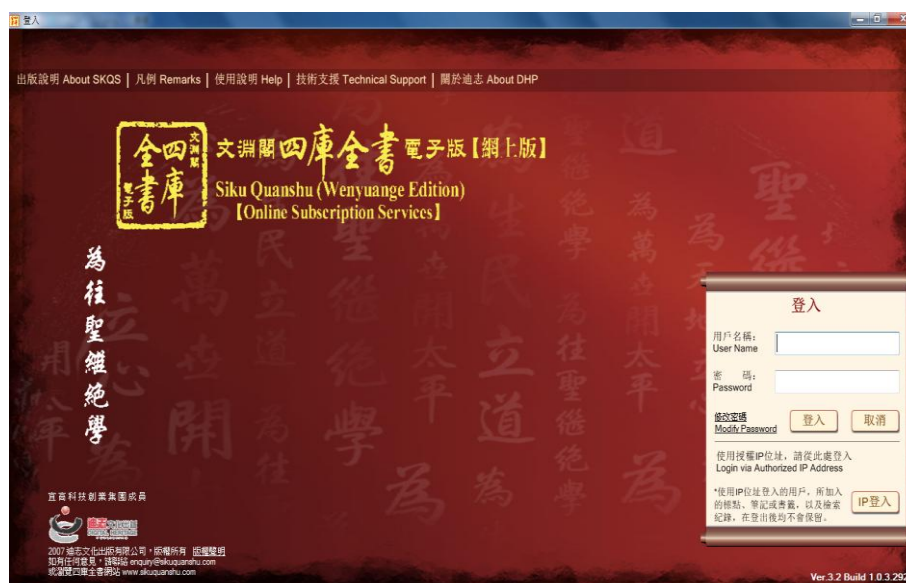 登入
出版說明 About SKQS | 凡例 Remarks | 使用說明 Help | 技術支援 Technical Support | 關於迪志 About DHP
文淵閣
四庫全書
電子版
文淵閣四庫全書電子版【網上版】
Siku Quanshu (Wenyuange Edition)
【Online Subscription Services】
為往聖繼絕學
登入
用戶名稱：
User Name
密 碼：
Password
修改密碼
Modify Password
登入
取消
使用授權IP位址，請從此處登入
Login via Authorized IP Address
*使用IP位址登入的用戶，所加入
的標點、筆記或書籤，以及檢索
紀錄，在登出後均不會保留。
IP登入
宜商科技創業集團成員
2007 迪志文化出版有限公司，版權所有 版權聲明
如有任何意見，請聯絡 enquiry@sikuquanshu.com
或瀏覽四庫全書網站 www.sikuquanshu.com
Ver.3.2 Build 1.0.3.292